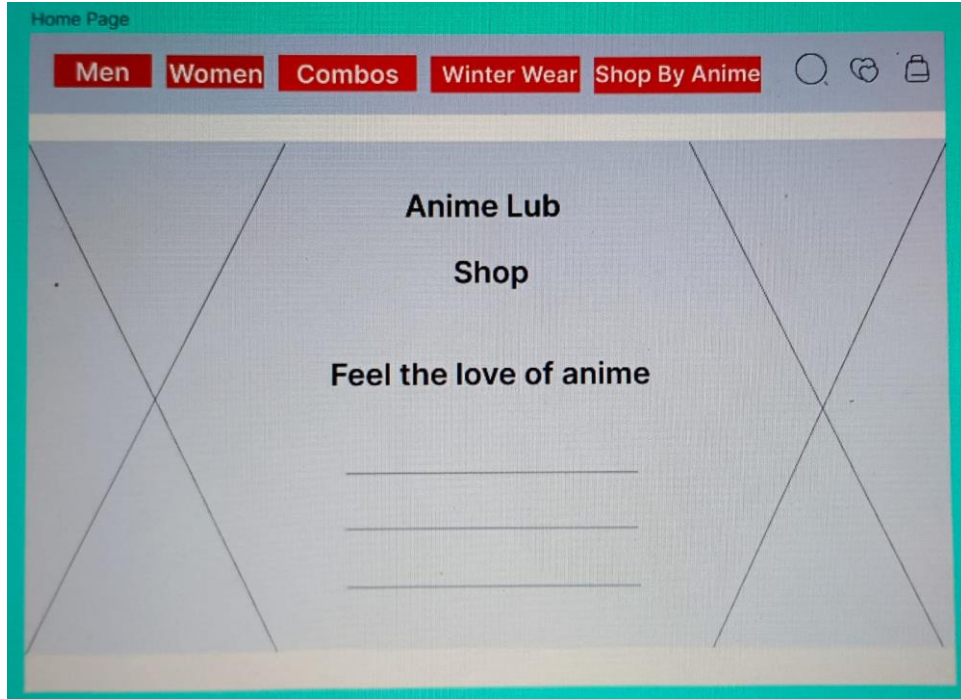 Home Page
Men Women Combos Winter Wear Shop By Anime
Anime Lub
Shop
Feel the love of anime